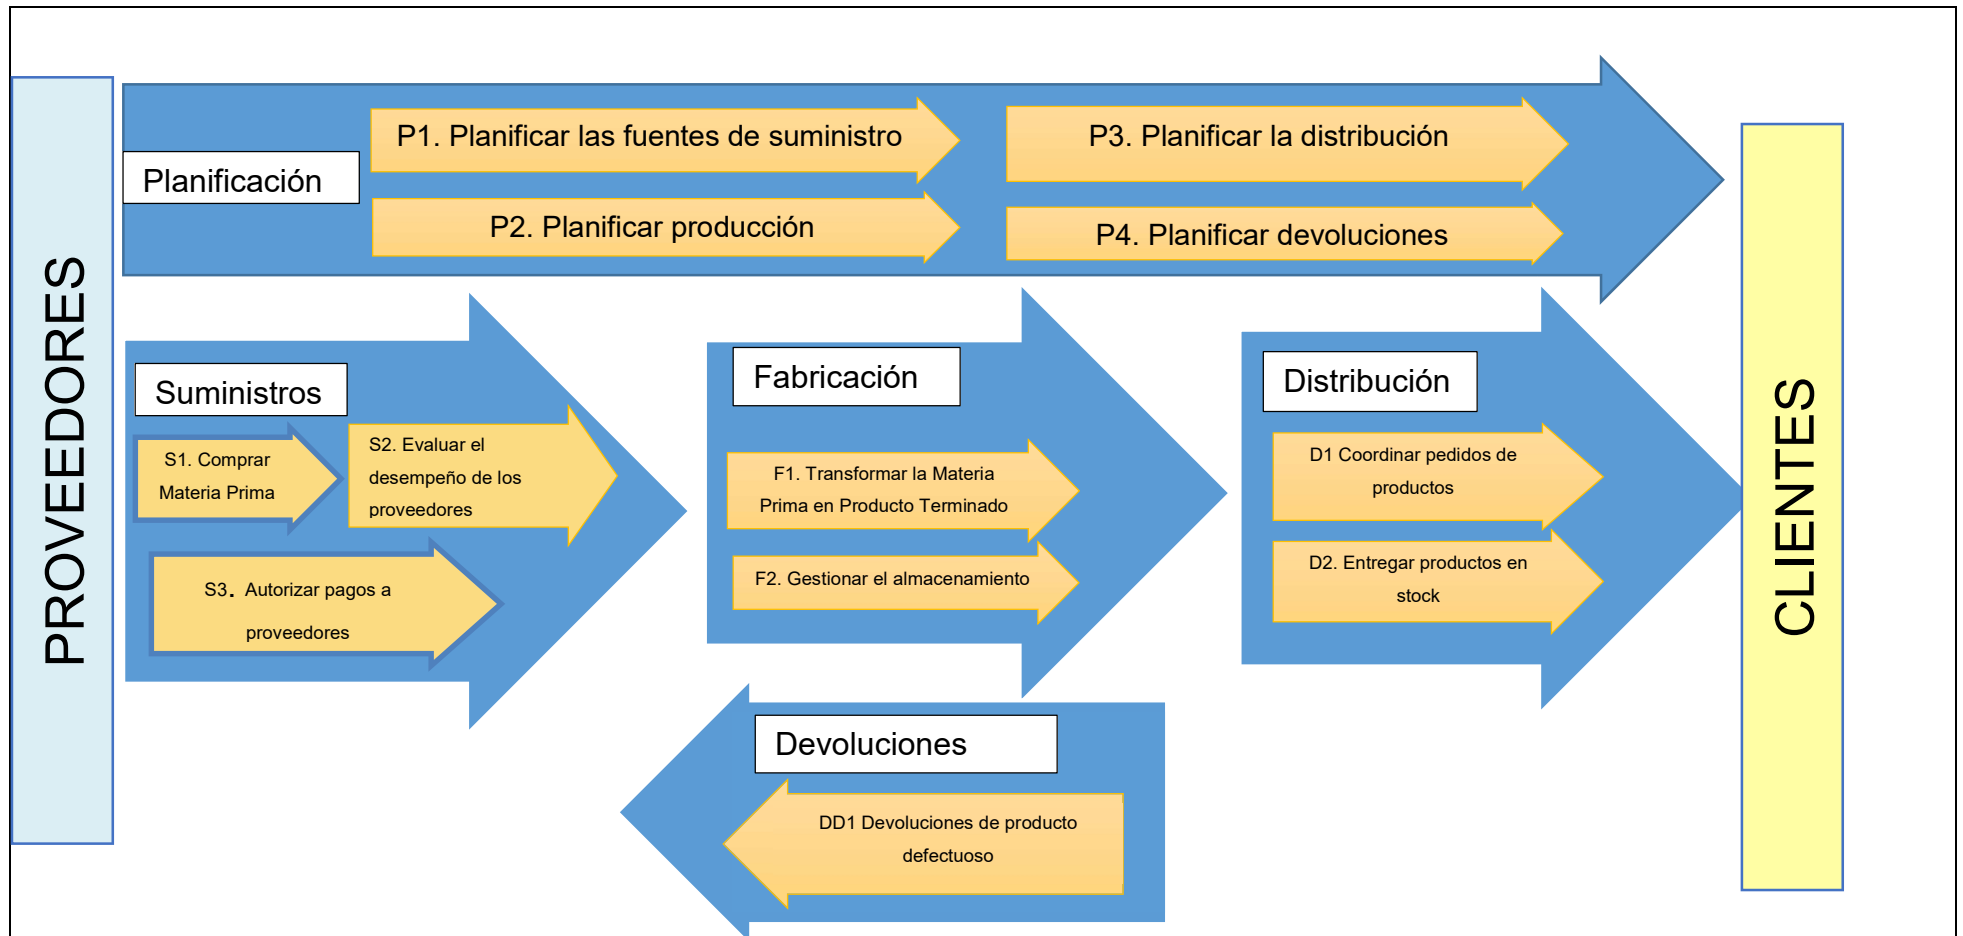 PROVEEDORES
Planificación
P1. Planificar las fuentes de suministro
P2. Planificar producción
P3. Planificar la distribución
P4. Planificar devoluciones
Suministros
S1. Comprar
Materia Prima
S2. Evaluar el
desempeño de los
proveedores
S3. Autorizar pagos a
proveedores
Fabricación
F1. Transformar la Materia
Prima en Producto Terminado
F2. Gestionar el almacenamiento
Distribución
D1 Coordinar pedidos de
productos
D2. Entregar productos en
stock
Devoluciones
DD1 Devoluciones de producto
defectuoso
CLIENTES